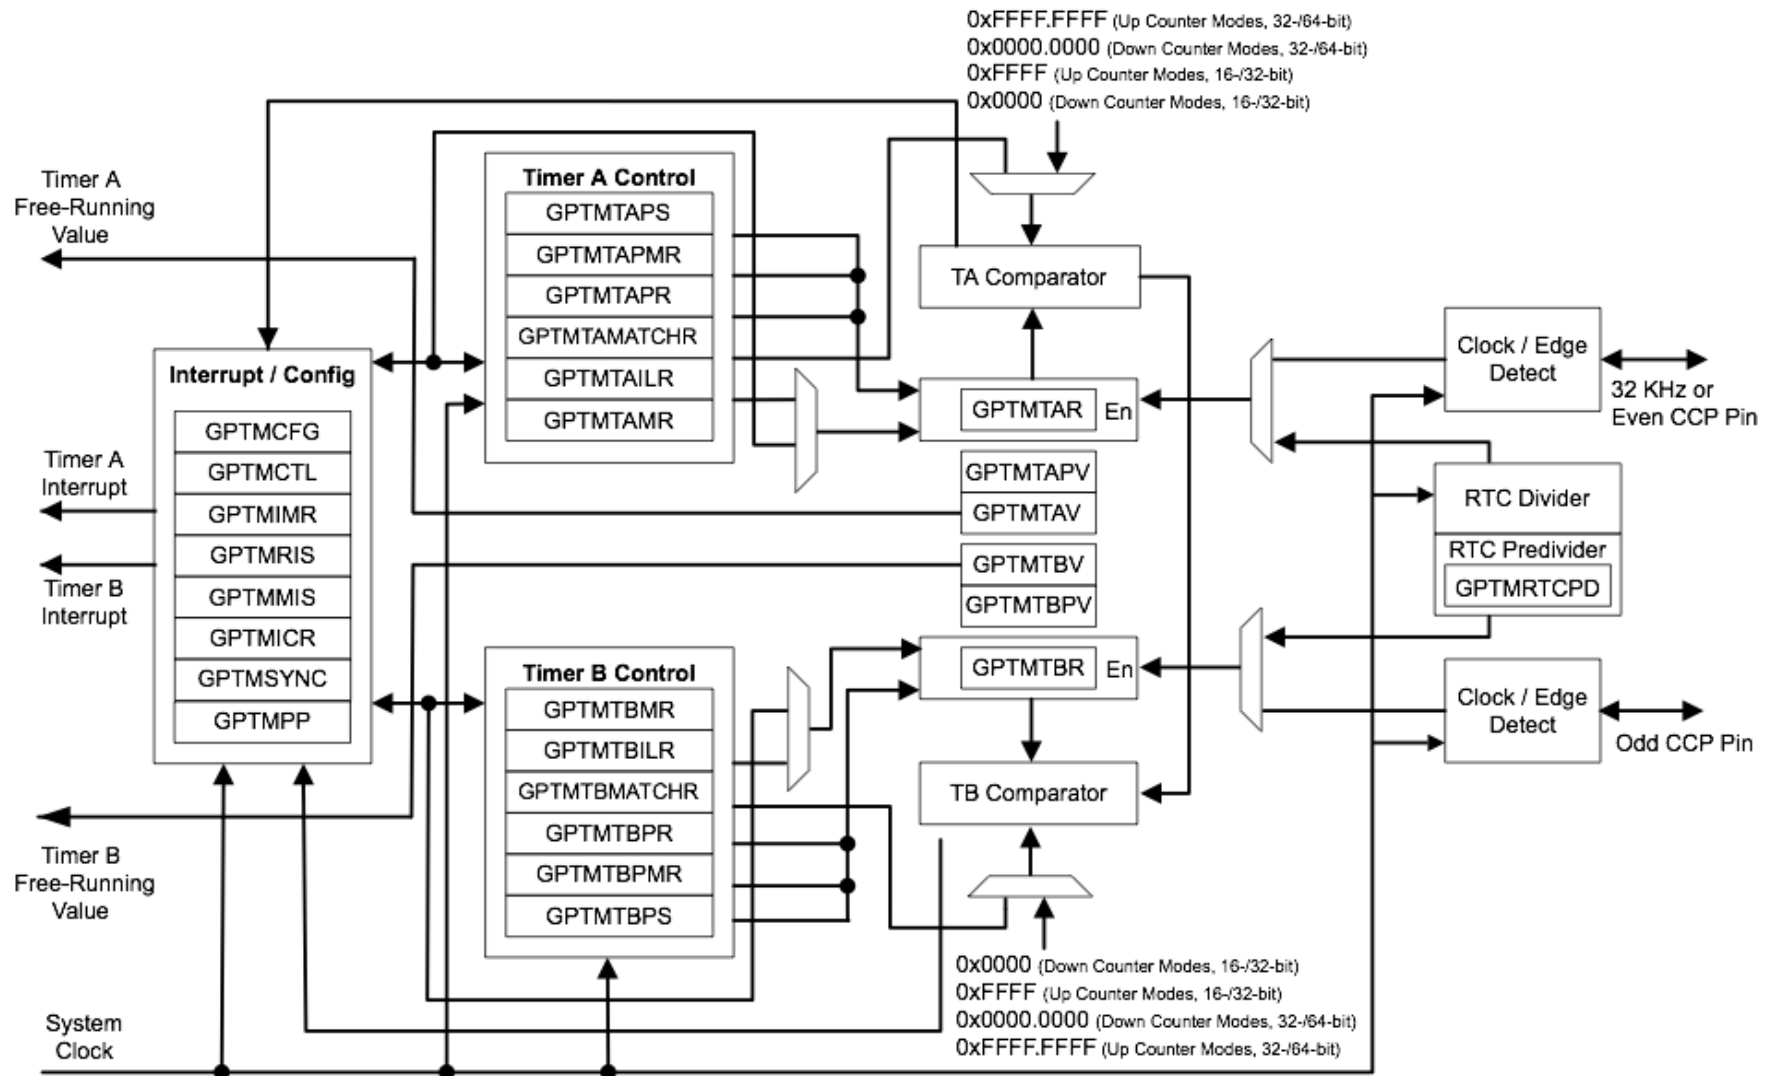 0xFFFF.FFFF (Up Counter Modes, 32-/64-bit)
0x0000.0000 (Down Counter Modes, 32-/64-bit)
0xFFFF (Up Counter Modes, 16-/32-bit)
0x0000 (Down Counter Modes, 16-/32-bit)
Timer A
Free-Running
Value
Timer A Control
GPTMTAPS
GPTMTAPMR
GPTMTAPR
GPTMTAMATCHR
GPTMTAILR
GPTMTAMR
TA Comparator
GPTMTAR
En
Clock / Edge
Detect
32 KHz or
Even CCP Pin
Interrupt / Config
GPTMCFG
GPTMCTL
GPTMIMR
GPTMRIS
GPTMMIS
GPTMICR
GPTMSYNC
GPTMPP
Timer A
Interrupt
Timer B
Interrupt
GPTMTAPV
GPTMTAV
GPTMTBV
GPTMTBPV
RTC Divider
RTC Predivider
GPTMRTCPD
Timer B Control
GPTMTBMR
GPTMTBILR
GPTMTBMATCHR
GPTMTBPR
GPTMTBPMR
GPTMTBPS
GPTMTBR
En
TB Comparator
Clock / Edge
Detect
Odd CCP Pin
Timer B
Free-Running
Value
0x0000 (Down Counter Modes, 16-/32-bit)
0xFFFF (Up Counter Modes, 16-/32-bit)
0x0000.0000 (Down Counter Modes, 32-/64-bit)
0xFFFF.FFFF (Up Counter Modes, 32-/64-bit)
System
Clock